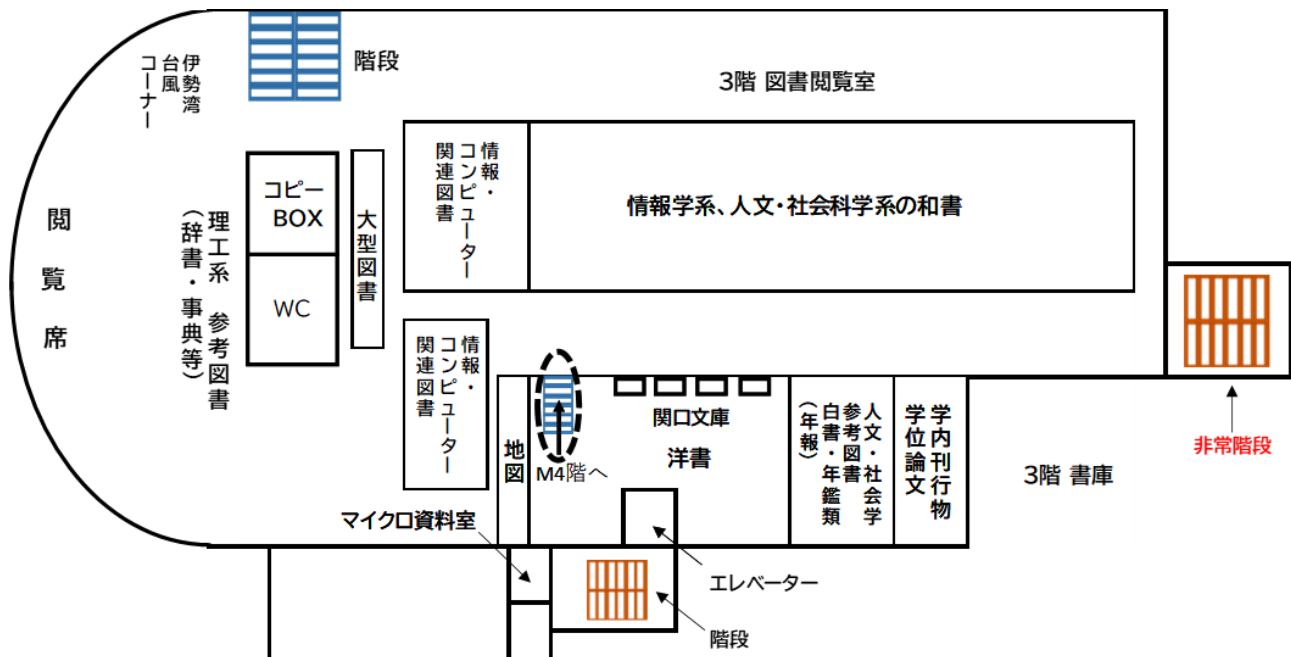 伊勢湾
台風
コーナー
階段
3階 図書閲覧室
閲覧席
理工系 参考図書
（辞書・事典等）
コピー
BOX
WC
大型図書
情報・
コンピューター
関連図書
情報学系、人文・社会科学系の和書
情報・
コンピューター
関連図書
地図
M4階へ
関口文庫
洋書
人文・社会学
参考図書
白書・年鑑類
（年報）
学内刊行物
学位論文
3階 書庫
非常階段
マイクロ資料室
エレベーター
階段